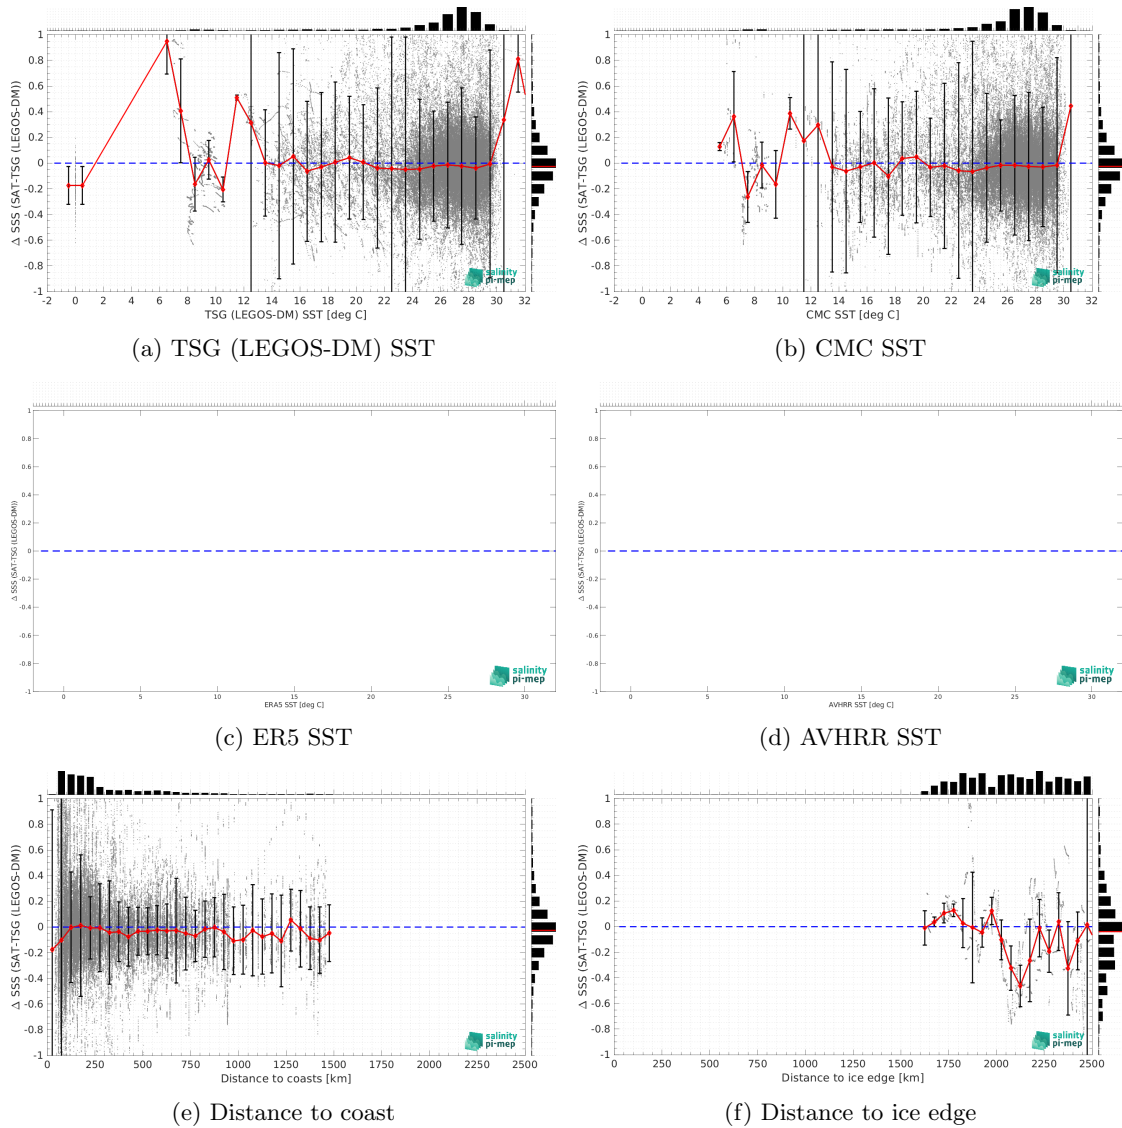 1
0.8
0.6
0.4
0.2
0
-0.2
-0.4
-0.6
-0.8
-1
Δ SSS (SAT-TSG (LEGOS-DM))
-2 0 2 4 6 8 10 12 14 16 18 20 22 24 26 28 30 32
TSG (LEGOS-DM) SST [deg C]
salinity
pi-mep
(a) TSG (LEGOS-DM) SST
1
0.8
0.6
0.4
0.2
0
-0.2
-0.4
-0.6
-0.8
-1
Δ SSS (SAT-TSG (LEGOS-DM))
-2 0 2 4 6 8 10 12 14 16 18 20 22 24 26 28 30 32
CMC SST [deg C]
salinity
pi-mep
(b) CMC SST
1
0.8
0.6
0.4
0.2
0
-0.2
-0.4
-0.6
-0.8
-1
Δ SSS (SAT-TSG (LEGOS-DM))
0 5 10 15 20 25 30
ERA5 SST [deg C]
salinity
pi-mep
(c) ER5 SST
1
0.8
0.6
0.4
0.2
0
-0.2
-0.4
-0.6
-0.8
-1
Δ SSS (SAT-TSG (LEGOS-DM))
0 5 10 15 20 25 30
AVHRR SST [deg C]
salinity
pi-mep
(d) AVHRR SST
1
0.8
0.6
0.4
0.2
0
-0.2
-0.4
-0.6
-0.8
-1
Δ SSS (SAT-TSG (LEGOS-DM))
0 250 500 750 1000 1250 1500 1750 2000 2250 2500
Distance to coasts [km]
salinity
pi-mep
(e) Distance to coast
1
0.8
0.6
0.4
0.2
0
-0.2
-0.4
-0.6
-0.8
-1
Δ SSS (SAT-TSG (LEGOS-DM))
0 250 500 750 1000 1250 1500 1750 2000 2250 2500
Distance to ice edge [km]
salinity
pi-mep
(f) Distance to ice edge